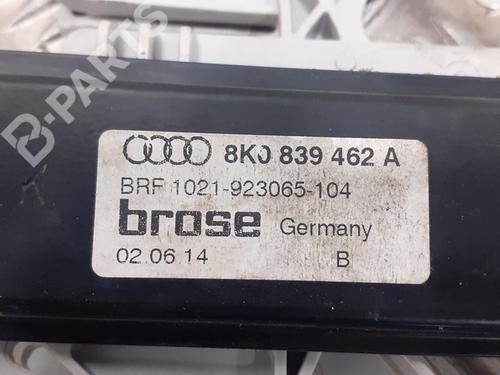 B-PARTS
8K0 839 462 A
BRF 1021-923065-104
brose Germany
02.06.14 B